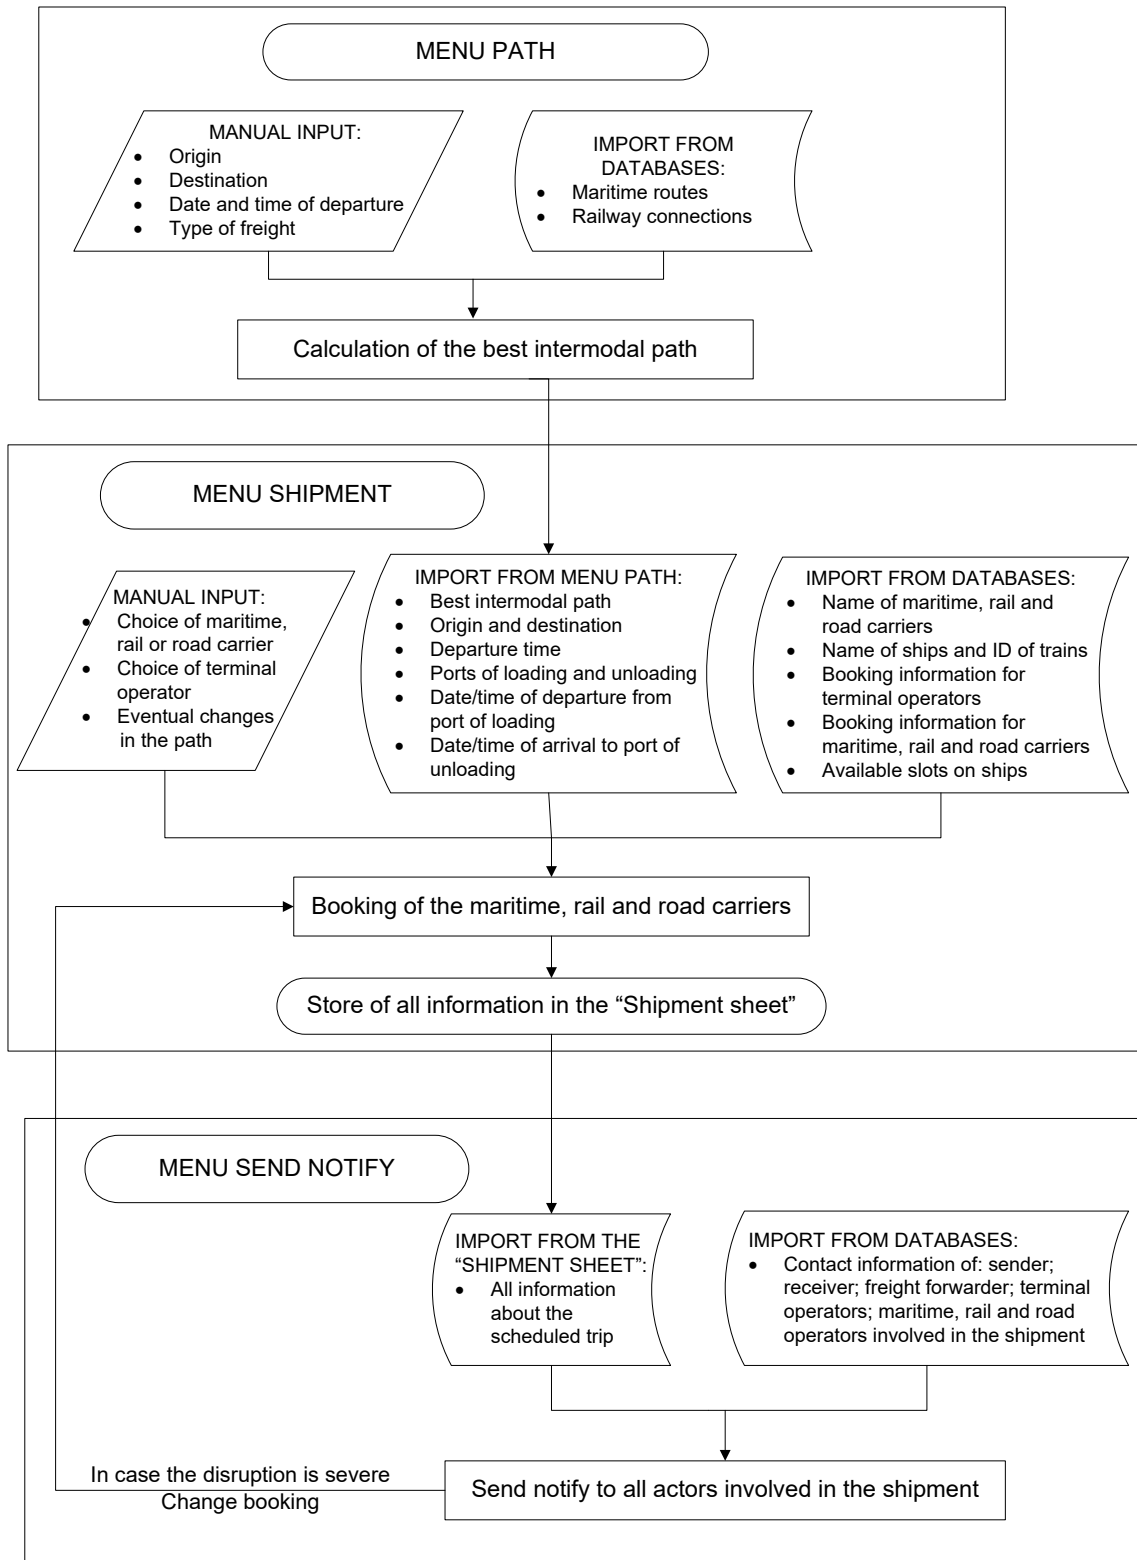 MENU PATH
MANUAL INPUT:
• Origin
• Destination
• Date and time of departure
• Type of freight
IMPORT FROM
DATABASES:
• Maritime routes
• Railway connections
Calculation of the best intermodal path
MENU SHIPMENT
MANUAL INPUT:
• Choice of maritime,
rail or road carrier
• Choice of terminal
operator
• Eventual changes
in the path
IMPORT FROM MENU PATH:
• Best intermodal path
• Origin and destination
• Departure time
• Ports of loading and unloading
• Date/time of departure from
port of loading
• Date/time of arrival to port of
unloading
IMPORT FROM DATABASES:
• Name of maritime, rail and
road carriers
• Name of ships and ID of trains
• Booking information for
terminal operators
• Booking information for
maritime, rail and road carriers
• Available slots on ships
Booking of the maritime, rail and road carriers
Store of all information in the “Shipment sheet”
MENU SEND NOTIFY
IMPORT FROM THE
“SHIPMENT SHEET”:
• All information
about the
scheduled trip
IMPORT FROM DATABASES:
• Contact information of: sender;
receiver; freight forwarder; terminal
operators; maritime, rail and road
operators involved in the shipment
In case the disruption is severe
Change booking
Send notify to all actors involved in the shipment